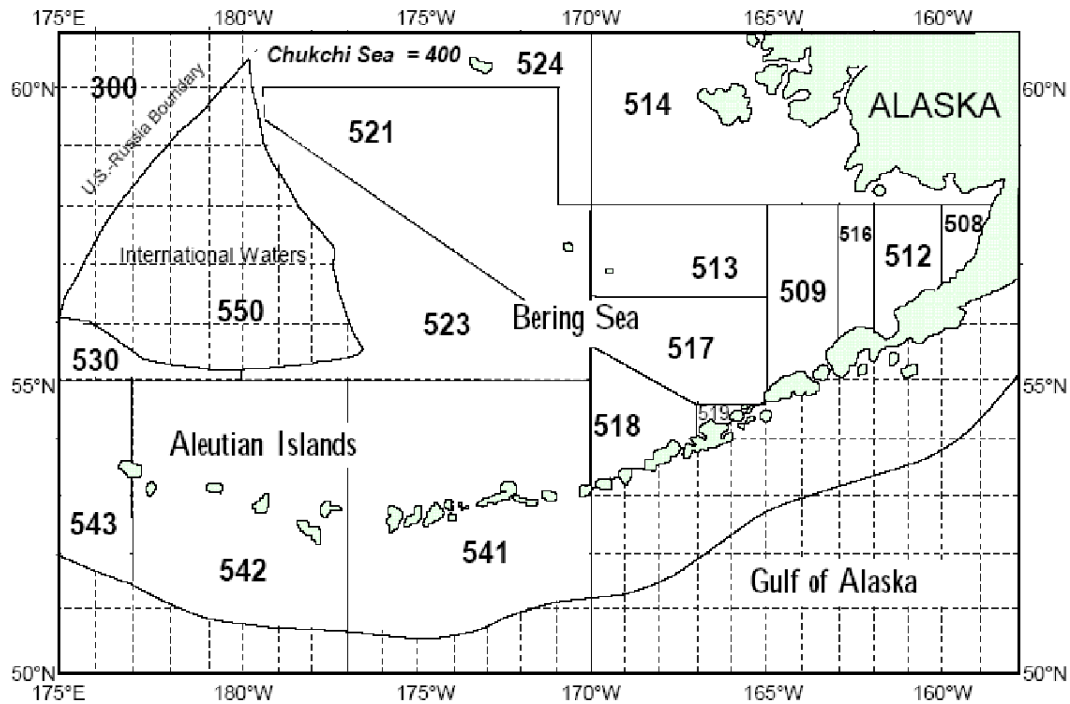 175°E 180°W 175°W 170°W 165°W 160°W
Chukchi Sea = 400
524
300
60°N
60°N
514
ALASKA
U.S.-Russia Boundary
521
508
516
International Waters
513
512
509
550
Bering Sea
523
517
530
55°N
55°N
519
518
Aleutian Islands
543
541
542
Gulf of Alaska
50°N
50°N
175°E 180°W 175°W 170°W 165°W 160°W